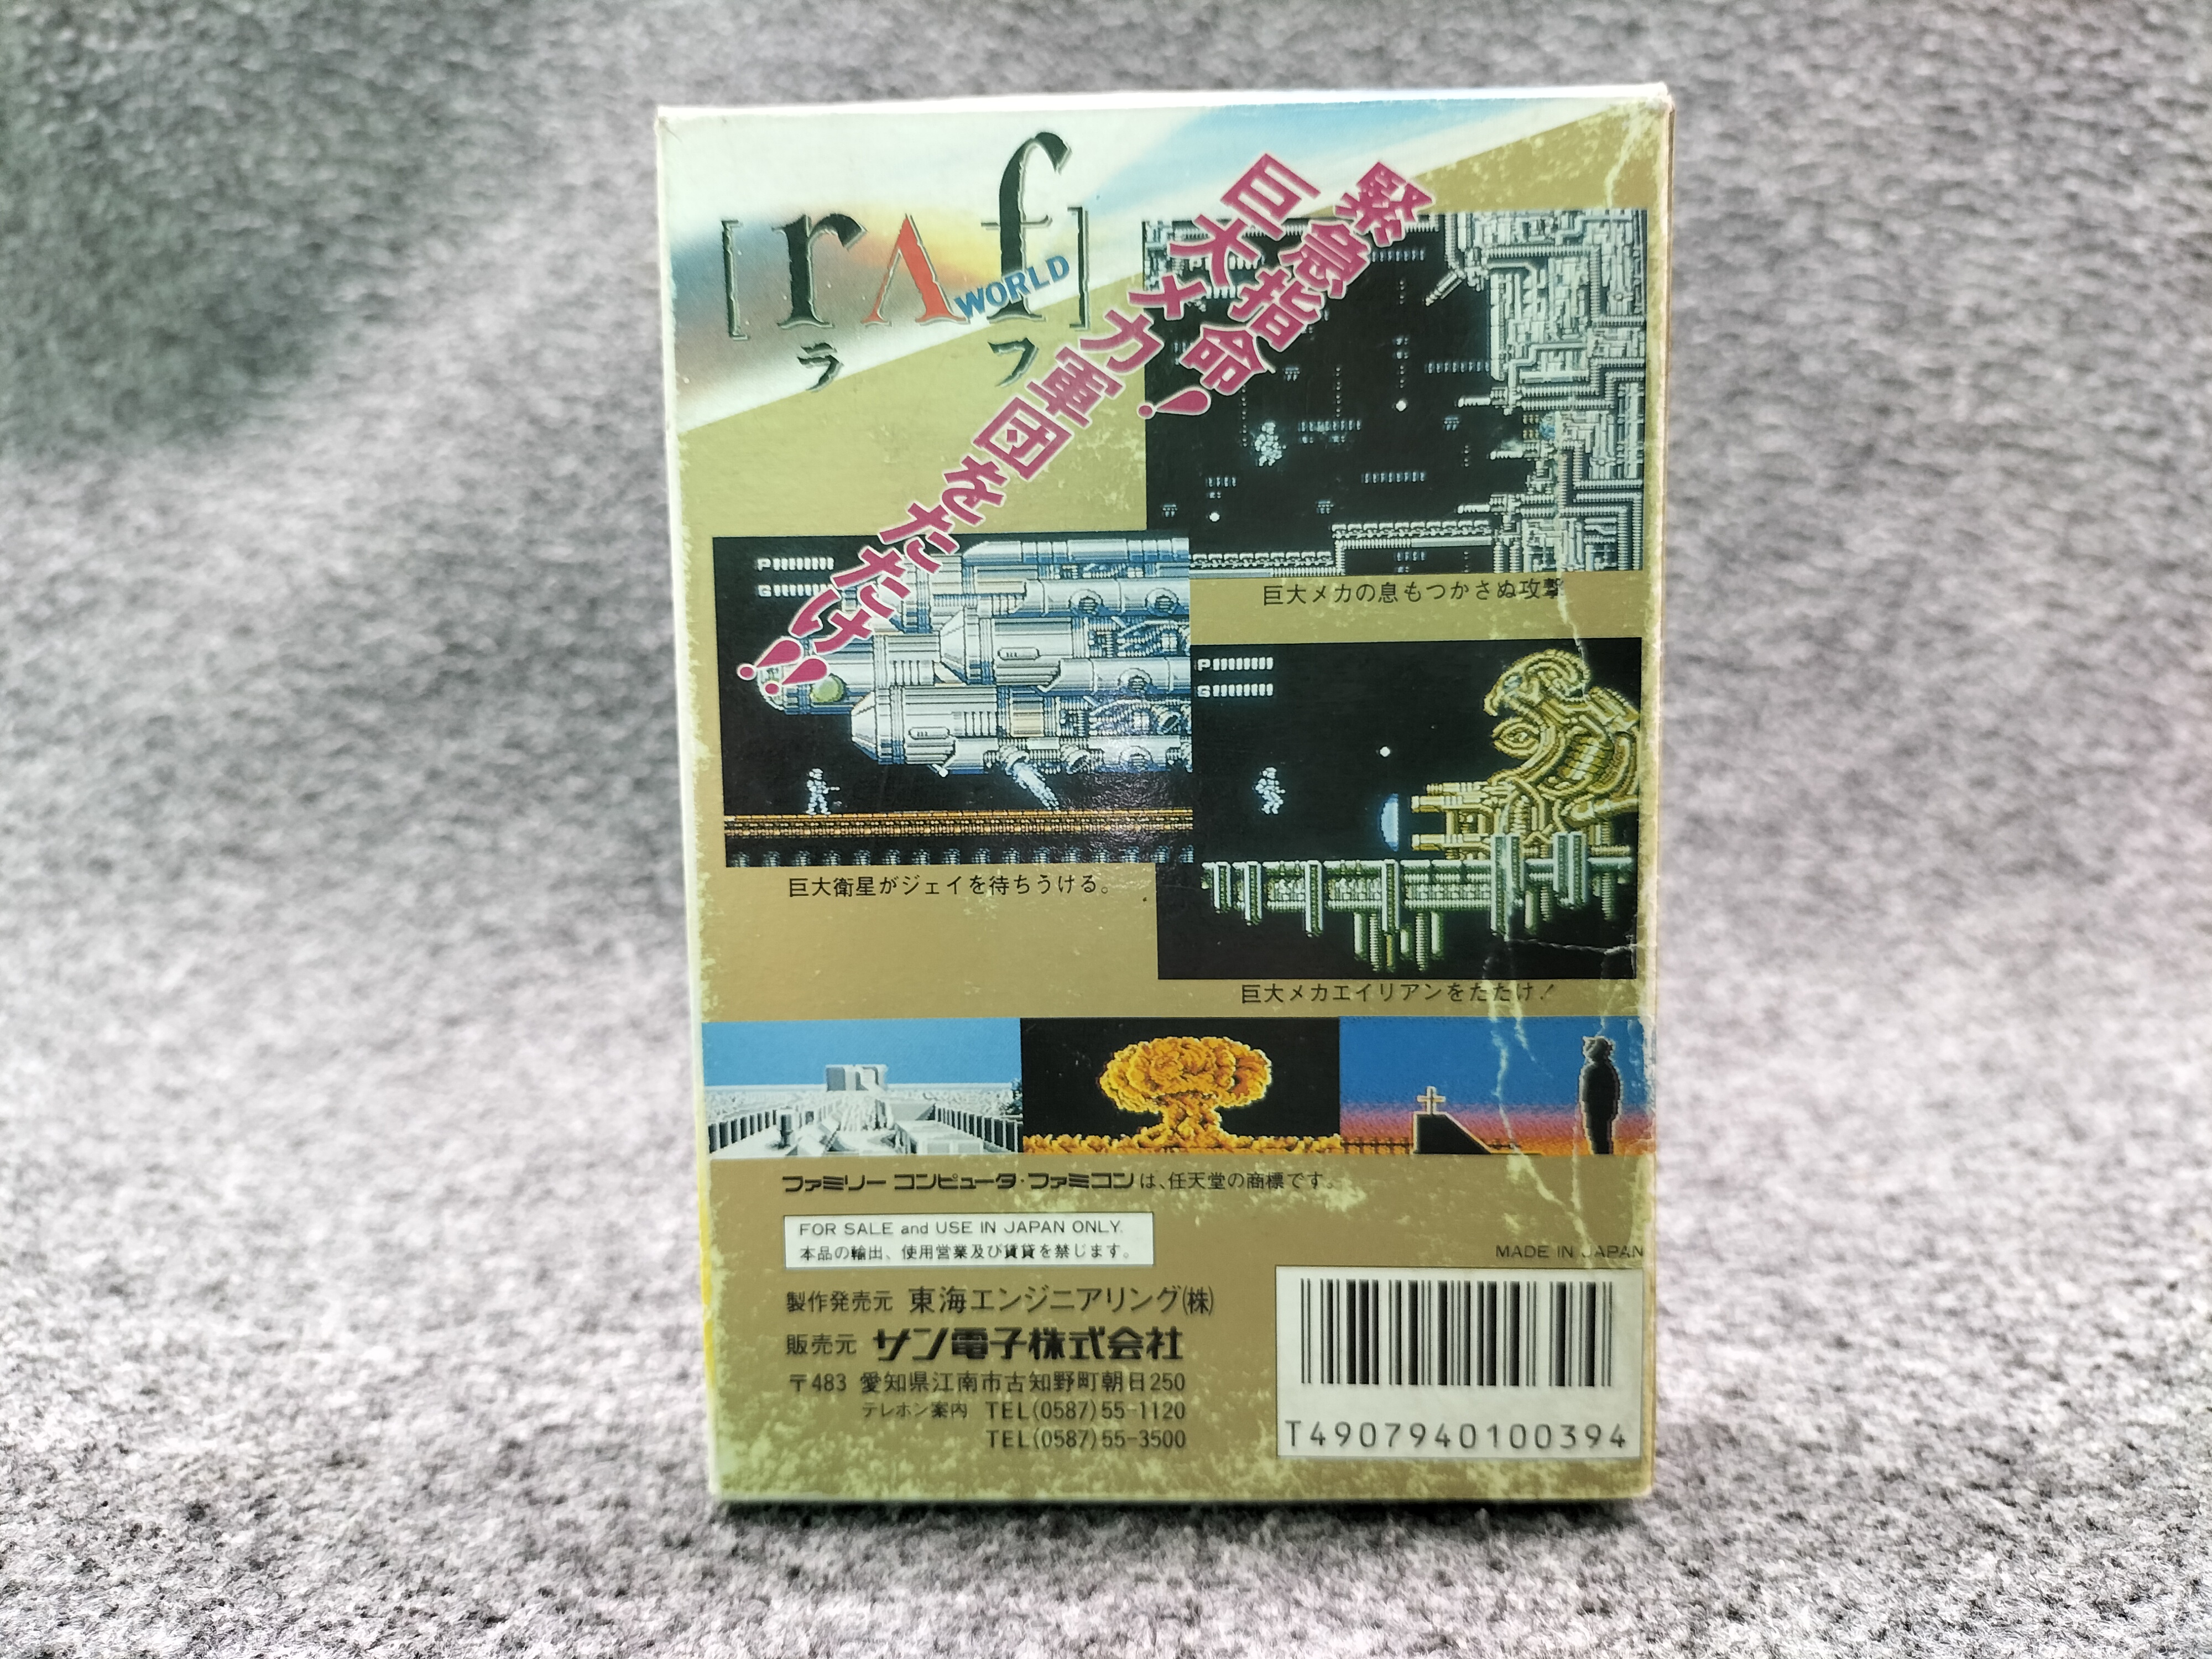 [rΛf]
WORLD
ラフ
緊急指命!
巨大メカ軍団をたたけ!!
巨大メカの息もつかさぬ攻撃
P
G
巨大衛星がジェイを待ちうける。
P
S
巨大メカエイリアンをたたけ!
ファミリーコンピュータ・ファミコンは、任天堂の商標です。
FOR SALE and USE IN JAPAN ONLY.
本品の輸出、使用営業及び賃貸を禁じます。
MADE IN JAPAN
製作発売元 東海エンジニアリング㈱
販売元 サン電子株式会社
〒483 愛知県江南市古知野町朝日250
テレホン案内 TEL(0587)55-1120
TEL(0587)55-3500
T4907940100394